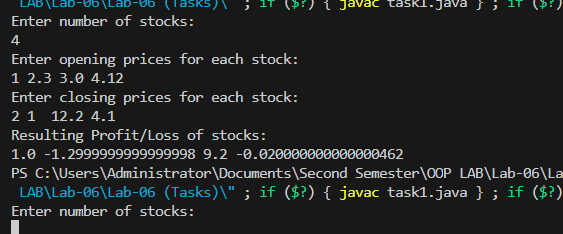 LAB\Lab-06\Lab-06 (Tasks)\" ; if ($?) { javac task1.java } ; if ($?)
Enter number of stocks:
4
Enter opening prices for each stock:
1 2.3 3.0 4.12
Enter closing prices for each stock:
2 1  12.2 4.1
Resulting Profit/Loss of stocks:
1.0 -1.2999999999999998 9.2 -0.020000000000000462
PS C:\Users\Administrator\Documents\Second Semester\OOP LAB\Lab-06\La
LAB\Lab-06\Lab-06 (Tasks)\" ; if ($?) { javac task1.java } ; if ($?)
Enter number of stocks: